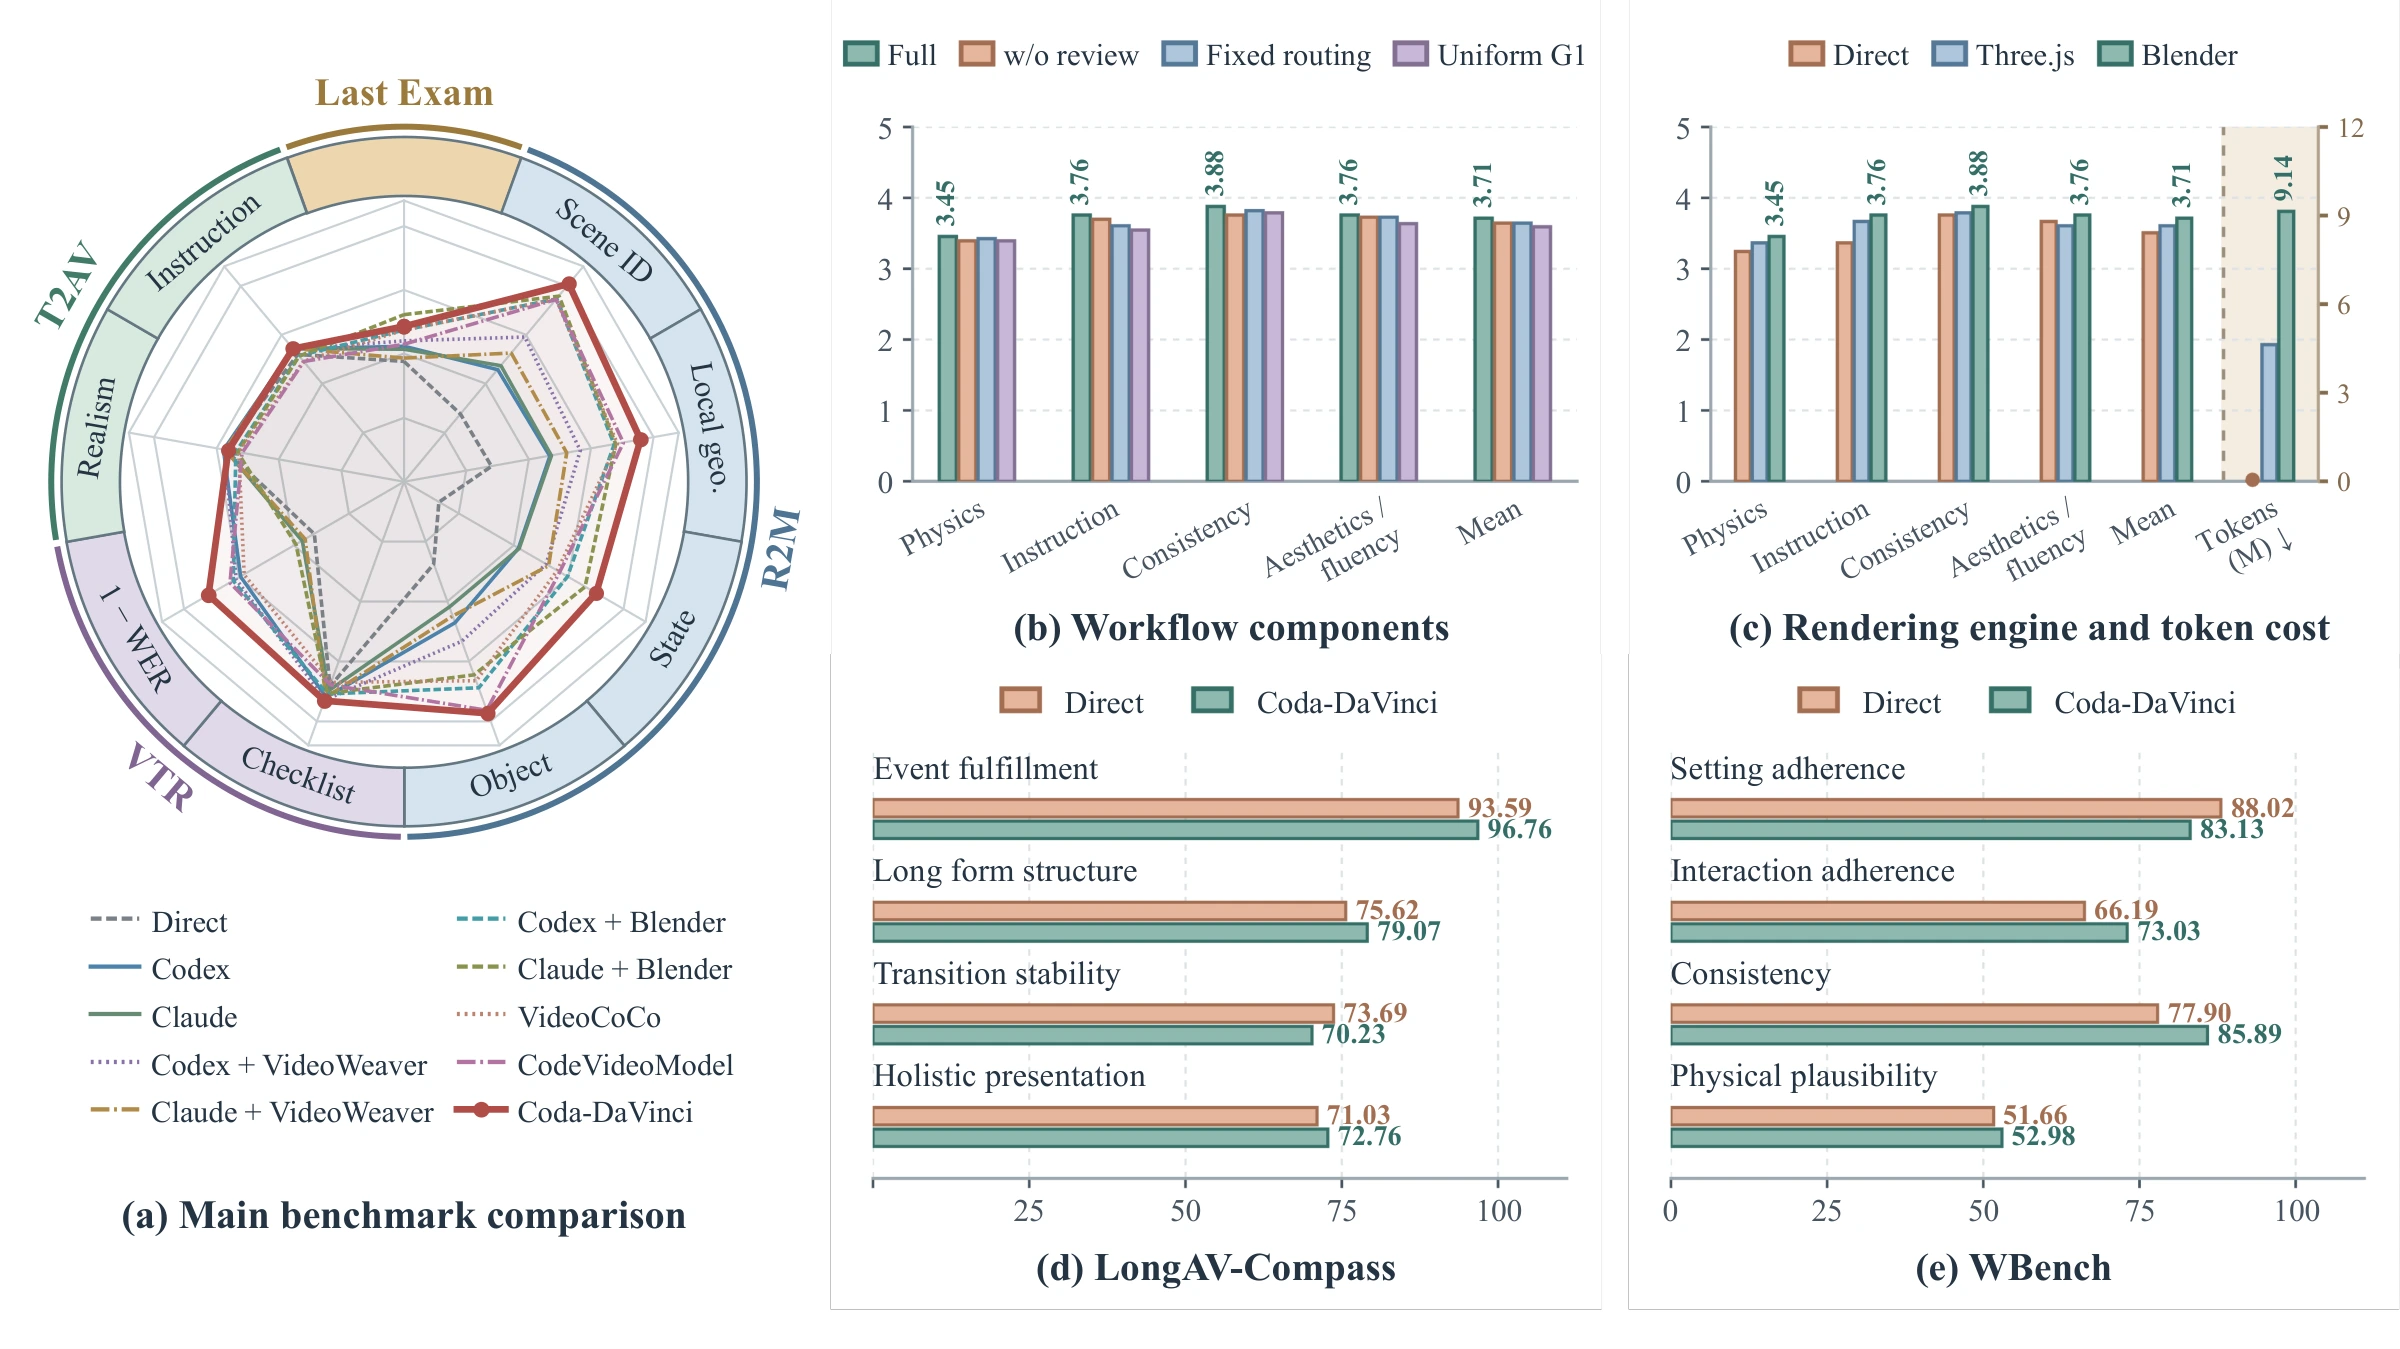 Last Exam
T2AV
R2M
VTR
Instruction
Scene ID
Realism
Local geo.
1 – WER
State
Checklist
Object
Direct
Codex
Claude
Codex + VideoWeaver
Claude + VideoWeaver
Codex + Blender
Claude + Blender
VideoCoCo
CodeVideoModel
Coda-DaVinci
(a) Main benchmark comparison
Full w/o review Fixed routing Uniform G1
5
4
3
2
1
0
3.45
3.76
3.88
3.76
3.71
Physics
Instruction
Consistency
Aesthetics /
fluency
Mean
(b) Workflow components
Direct Three.js Blender
5
4
3
2
1
0
3.45
3.76
3.88
3.76
3.71
9.14
12
9
6
3
0
Physics
Instruction
Consistency
Aesthetics /
fluency
Mean
Tokens
(M) ↓
(c) Rendering engine and token cost
Direct Coda-DaVinci
Event fulfillment
93.59
96.76
Long form structure
75.62
79.07
Transition stability
73.69
70.23
Holistic presentation
71.03
72.76
25 50 75 100
(d) LongAV-Compass
Direct Coda-DaVinci
Setting adherence
88.02
83.13
Interaction adherence
66.19
73.03
Consistency
77.90
85.89
Physical plausibility
51.66
52.98
0 25 50 75 100
(e) WBench